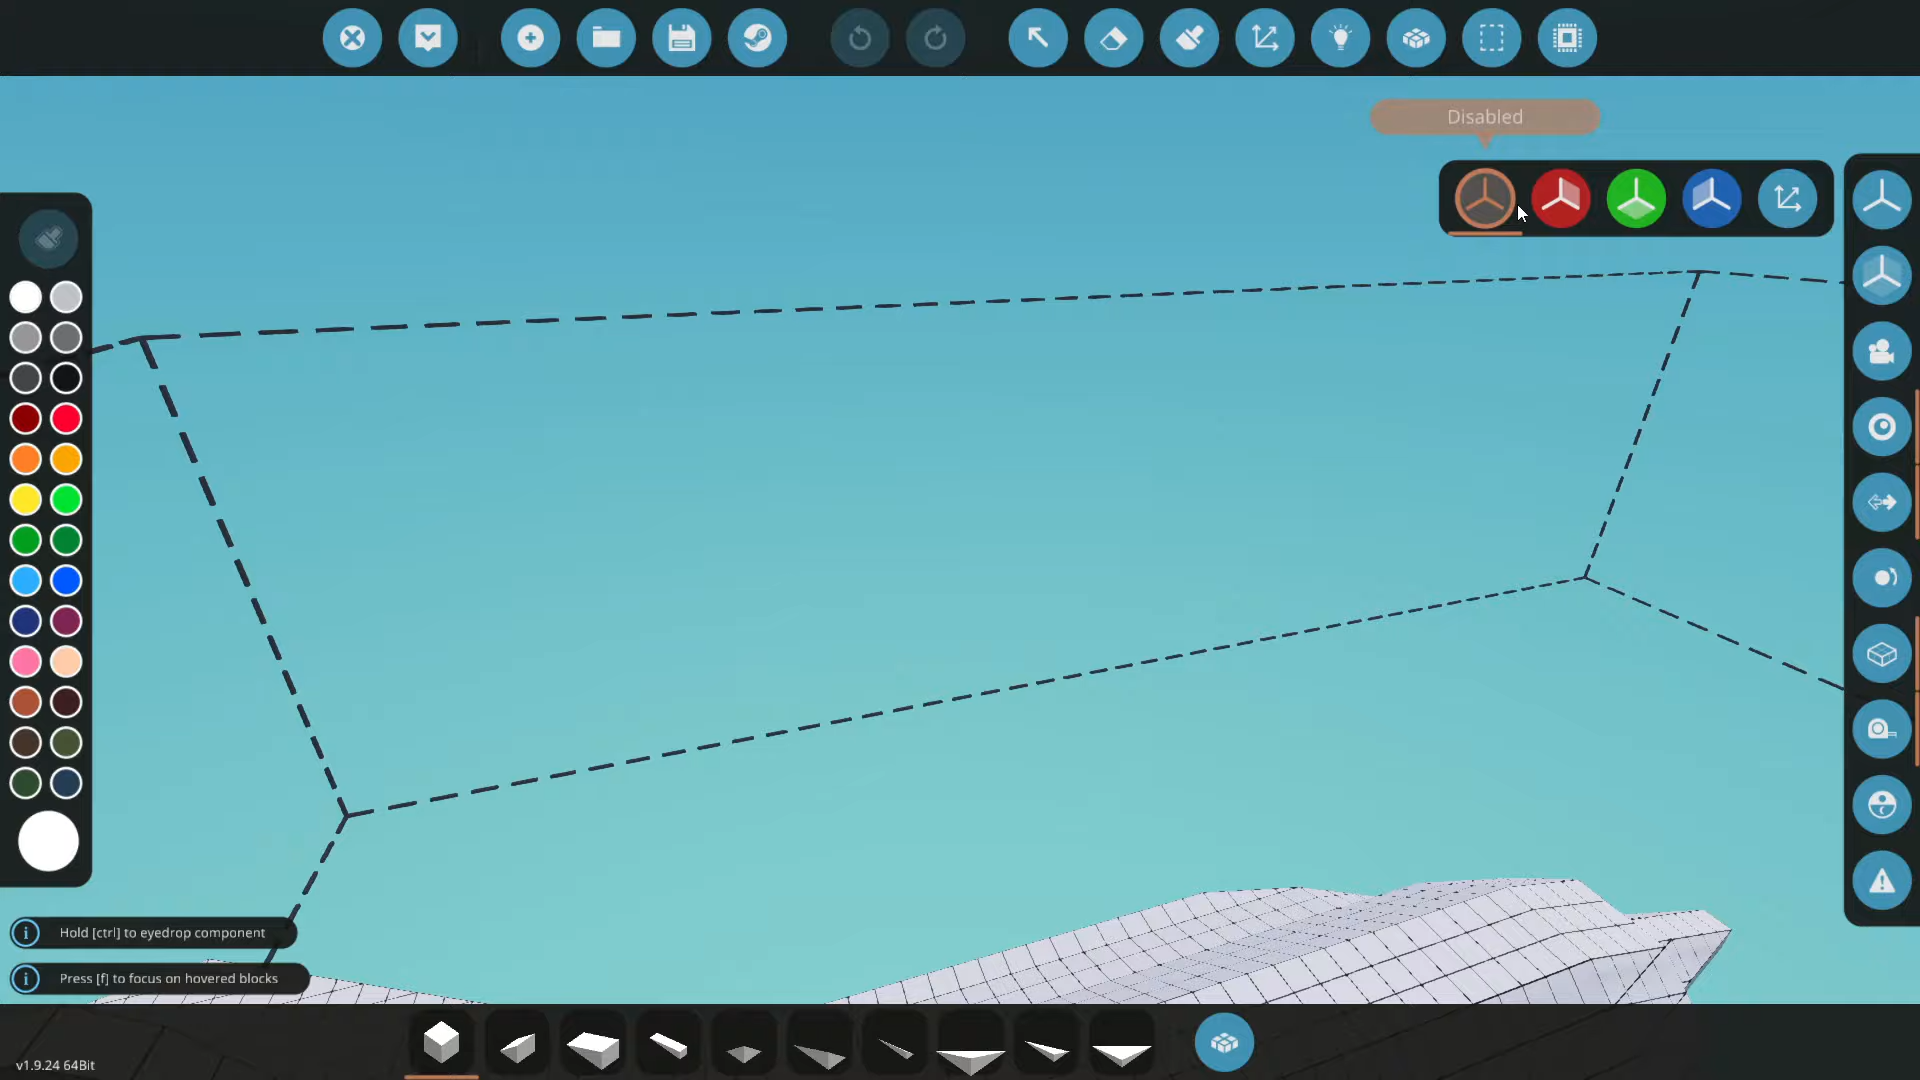 Disabled
Hold [ctrl] to eyedrop component
Press [f] to focus on hovered blocks
v1.9.24 64Bit